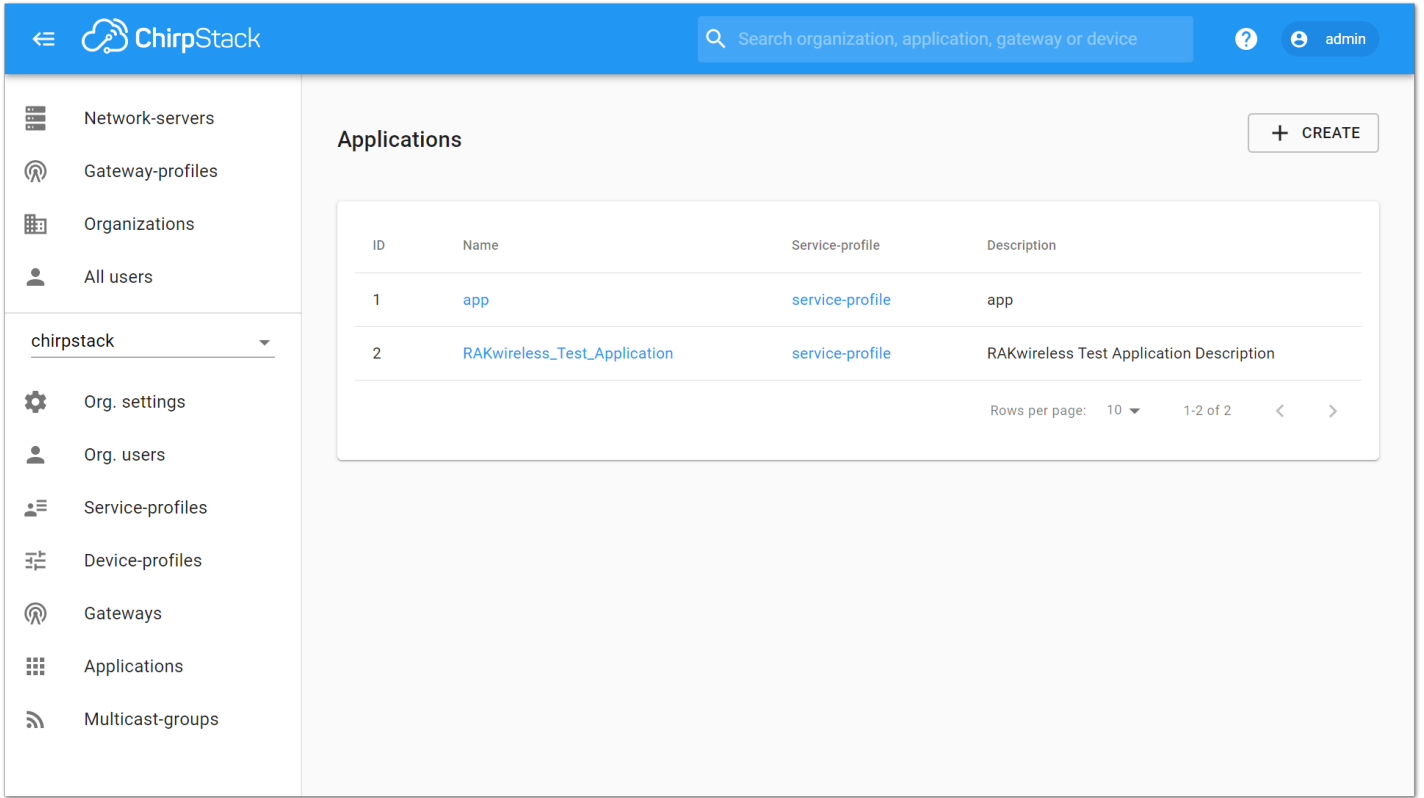 ChirpStack
Search organization, application, gateway or device
? admin
Network-servers
Gateway-profiles
Organizations
All users
chirpstack
Org. settings
Org. users
Service-profiles
Device-profiles
Gateways
Applications
Multicast-groups
Applications
+ CREATE
ID Name Service-profile Description
1 app service-profile app
2 RAKwireless_Test_Application service-profile RAKwireless Test Application Description
Rows per page: 10 1-2 of 2